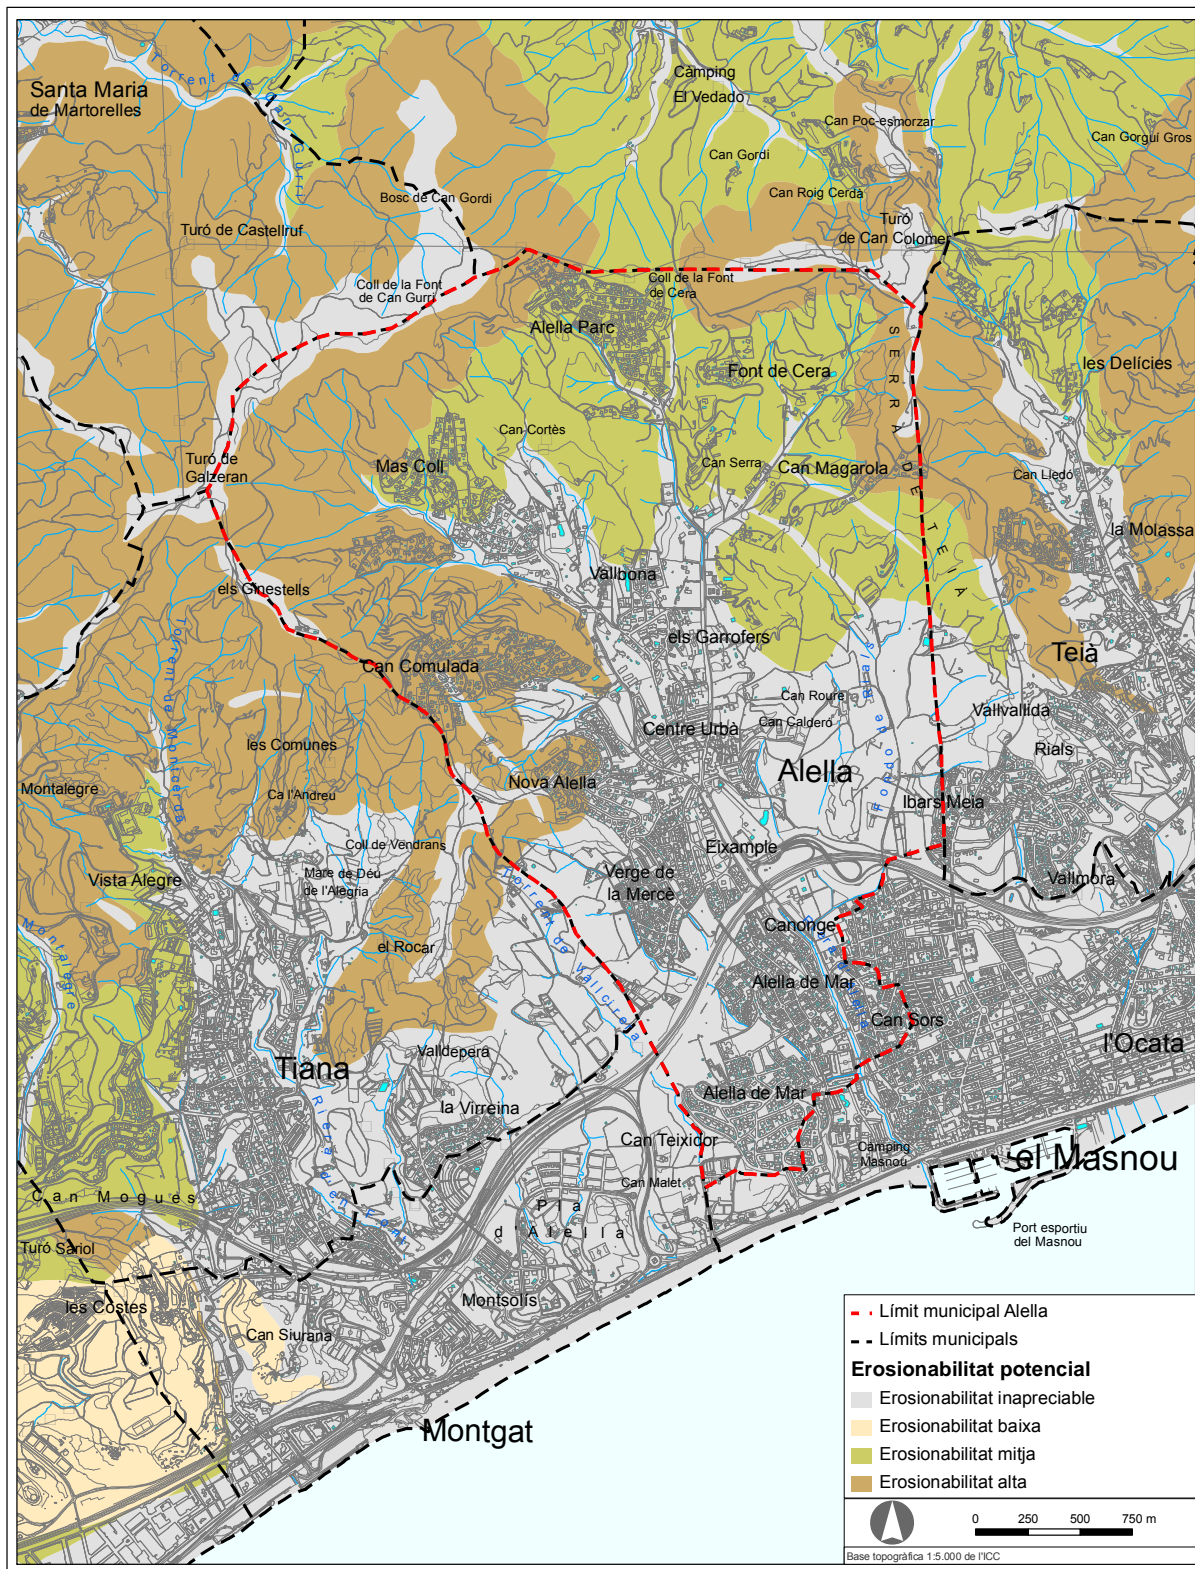 Torrent de Can Gurri
Santa Maria
de Martorelles
Càmping
El Vedado
Can Poc-esmorzar
Can Gorgui Gros
Can Gordi
Can Roig Cerdà
Bosc de Can Gordi
Turó de Castellruf
Turó
de Can Colomer
Coll de la Font
de Can Gurri
Coll de la Font
de Cera
Alella Parc
SERRA DE TEIÀ
les Delícies
Font de Cera
Can Cortès
Mas Coll
Can Serra
Can Magarola
Can Lledó
Turó de
Galzeran
la Molassa
els Ginestells
Vallbona
Torrent de Montcerdà
els Garrofers
Teià
Can Comulada
Can Roure
Can Calderó
Vallvallida
Centre Urbà
les Comunes
Rials
Alella
Montalegre
Ca l'Andreu
Nova Alella
Ibars Meia
Coll de Vendrans
Eixample
Mare de Déu
de l'Alegria
Vista Alegre
Verge de
la Mercè
Vallmora
Torrent de Vallcirera
Canonge
Montalegre
el Rocar
Alella de Mar
Can Sors
l'Ocata
Valldeperà
Tiana
la Virreina
Alella de Mar
Can Teixidor
Càmping
Masnou
el Masnou
Can Malet
Can Mogues
Riera d'en Font
Pla
d'Alella
Port esportiu
del Masnou
Turó Sariol
les Costes
Montsolís
Can Siurana
Montgat
Límit municipal Alella
Límits municipals
Erosionabilitat potencial
Erosionabilitat inapreciable
Erosionabilitat baixa
Erosionabilitat mitja
Erosionabilitat alta
0 250 500 750 m
Base topogràfica 1:5.000 de l'ICC